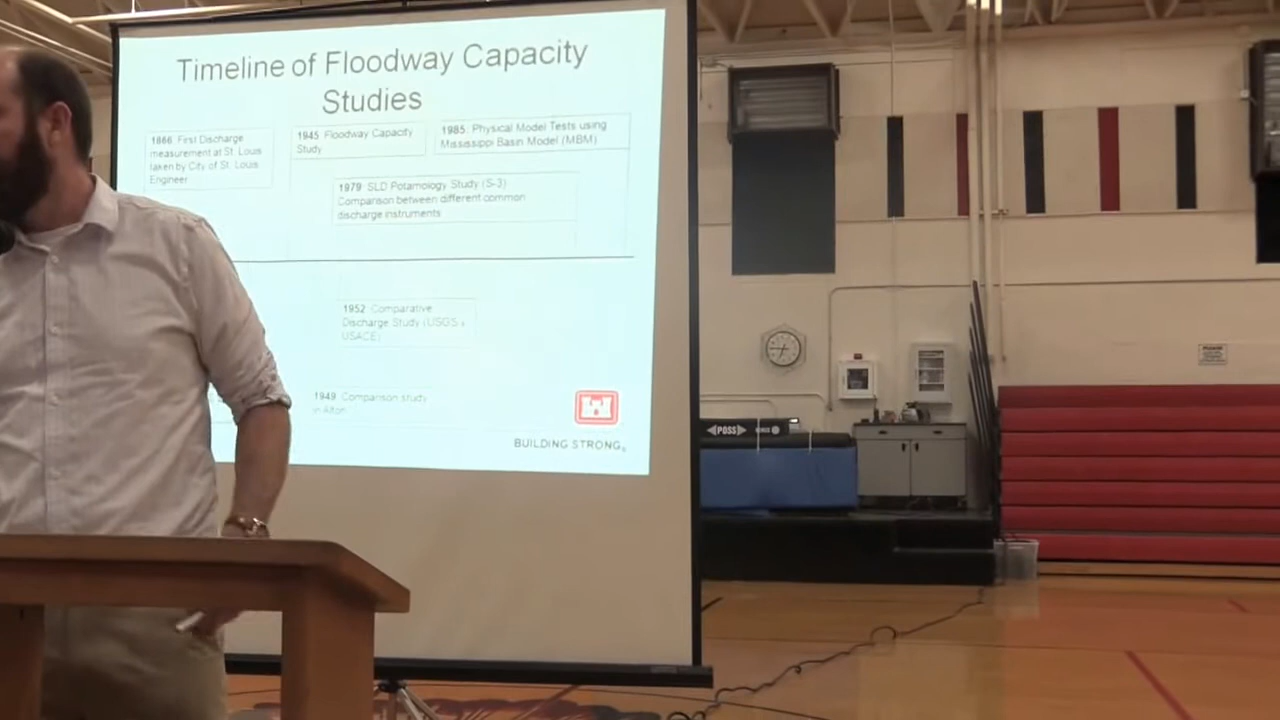 Timeline of Floodway Capacity
Studies
1866 First Discharge
measurement at St. Louis
taken by City of St. Louis
Engineer
1945 Floodway Capacity
Study
1985: Physical Model Tests using
Mississippi Basin Model (MBM)
1979 SLD Potamology Study (S-3)
Comparison between different common
discharge instruments
1952 Comparative
Discharge Study (USGS
USACE)
1949 Comparison study
in Alton
BUILDING STRONG®
POSS